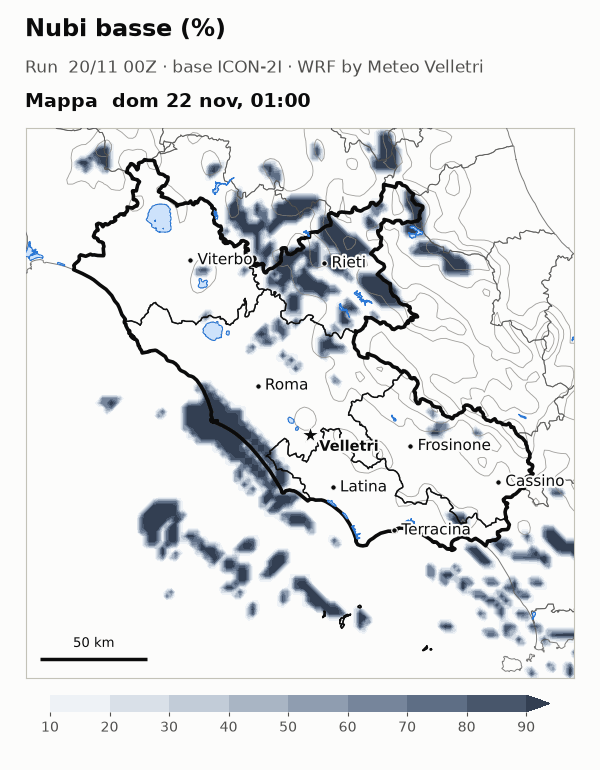 Nubi basse (%)
Run  20/11 00Z · base ICON-2I · WRF by Meteo Velletri
Mappa  dom 22 nov, 01:00
Viterbo
Rieti
Roma
Velletri
Frosinone
Latina
Cassino
Terracina
50 km
10 20 30 40 50 60 70 80 90